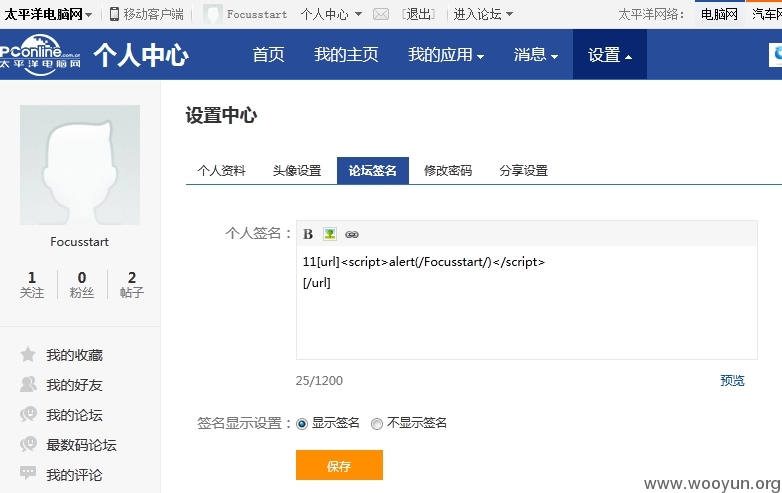 太平洋电脑网 移动客户端 Focusstart 个人中心 [退出] 进入论坛 太平洋网络： 电脑网 汽车网
PConline.com.cn
太平洋电脑网
个人中心 首页 我的主页 我的应用 消息 设置
设置中心
个人资料 头像设置 论坛签名 修改密码 分享设置
Focusstart
1 0 2
关注 粉丝 帖子
个人签名： B
11[url]<script>alert(/Focusstart/)</script>
[/url]
25/1200 预览
签名显示设置： 显示签名 不显示签名
保存
我的收藏
我的好友
我的论坛
最数码论坛
我的评论
www.wooyun.org